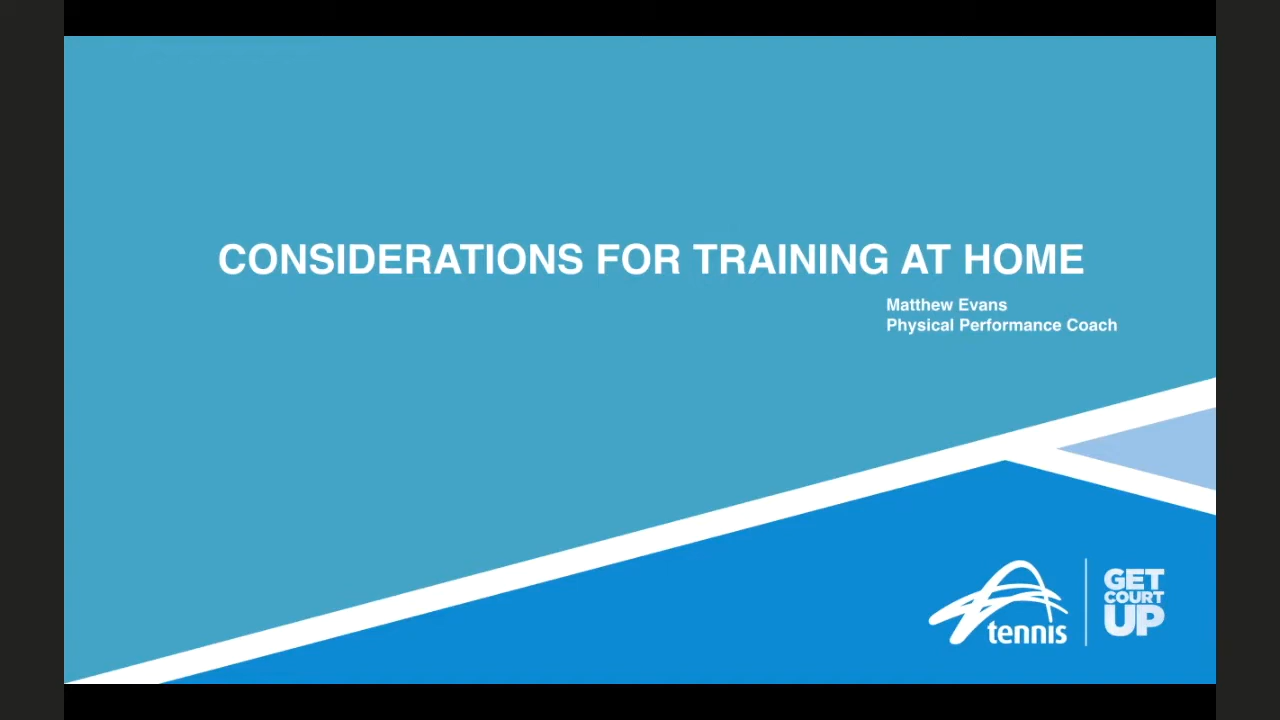 CONSIDERATIONS FOR TRAINING AT HOME
Matthew Evans
Physical Performance Coach
tennis
GET
COURT
UP